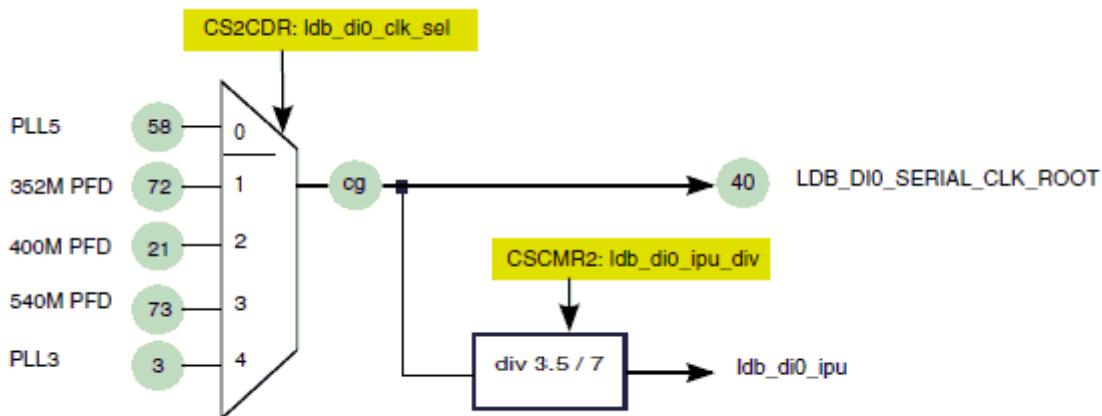 CS2CDR: ldb_di0_clk_sel
PLL5 58 0
352M PFD 72 1 cg 40 LDB_DI0_SERIAL_CLK_ROOT
400M PFD 21 2
CSCMR2: ldb_di0_ipu_div
540M PFD 73 3
PLL3 3 4 div 3.5 / 7 ldb_di0_ipu